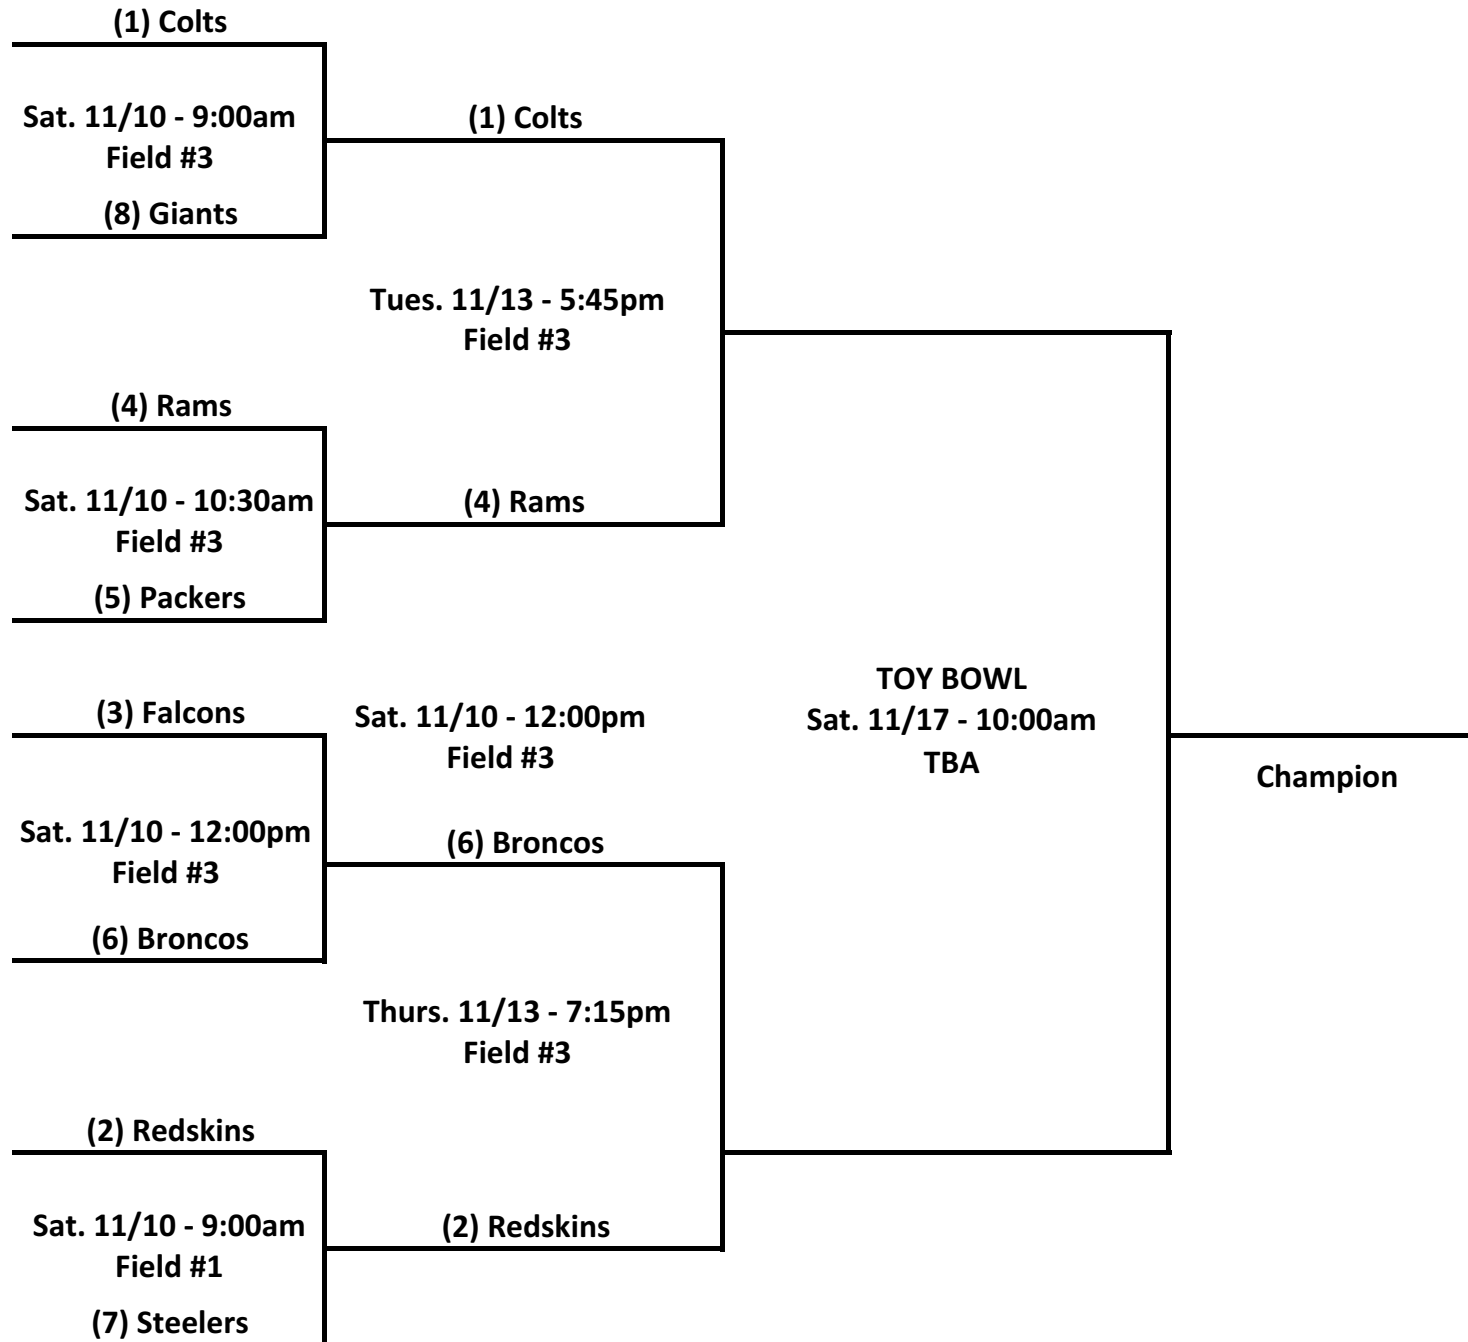 (1) Colts
Sat. 11/10 - 9:00am
Field #3
(1) Colts
(8) Giants
Tues. 11/13 - 5:45pm
Field #3
(4) Rams
Sat. 11/10 - 10:30am
Field #3
(4) Rams
(5) Packers
(3) Falcons
Sat. 11/10 - 12:00pm
Field #3
TOY BOWL
Sat. 11/17 - 10:00am
TBA
Champion
Sat. 11/10 - 12:00pm
Field #3
(6) Broncos
(6) Broncos
Thurs. 11/13 - 7:15pm
Field #3
(2) Redskins
Sat. 11/10 - 9:00am
Field #1
(2) Redskins
(7) Steelers